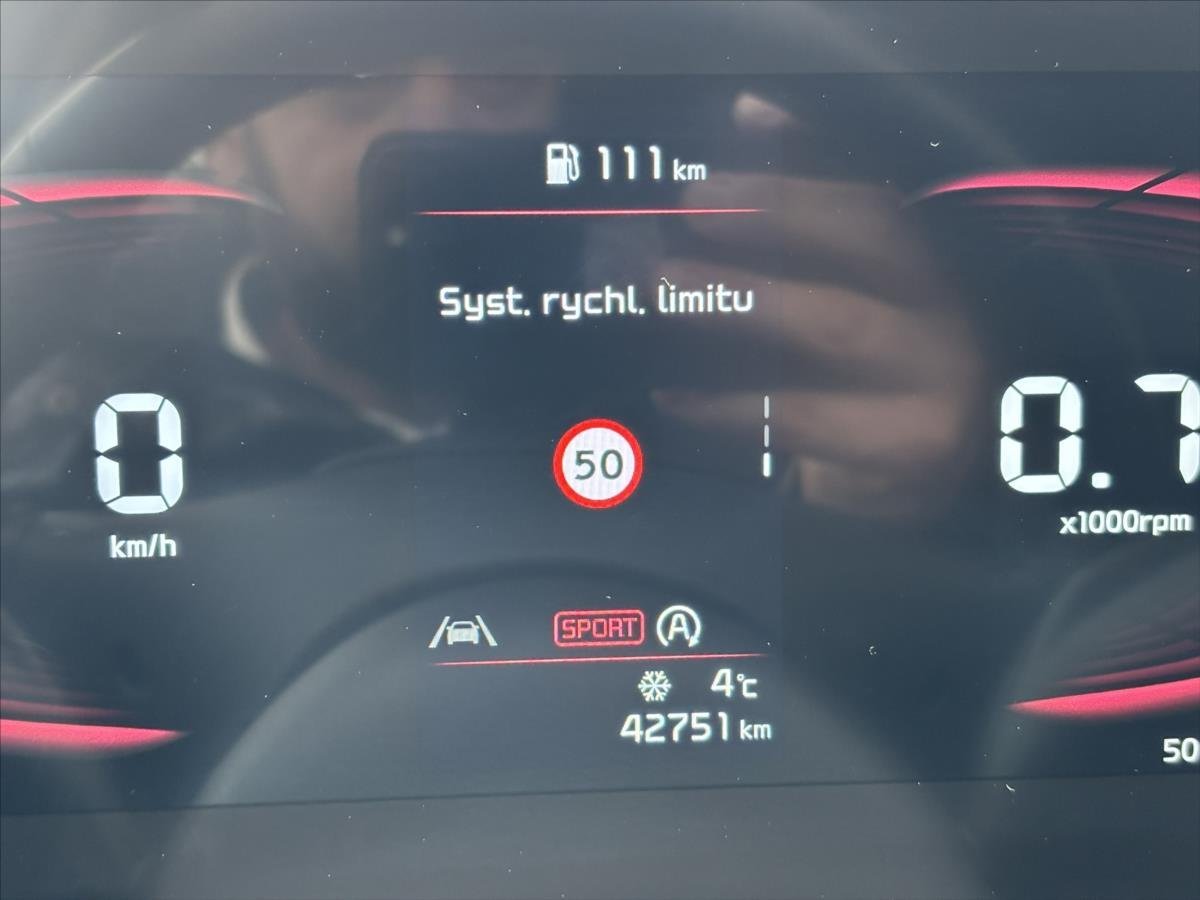 111 km
Syst. rychl. limitu
0
km/h
50
0.7
x1000rpm
SPORT A
4°C
42751 km
50